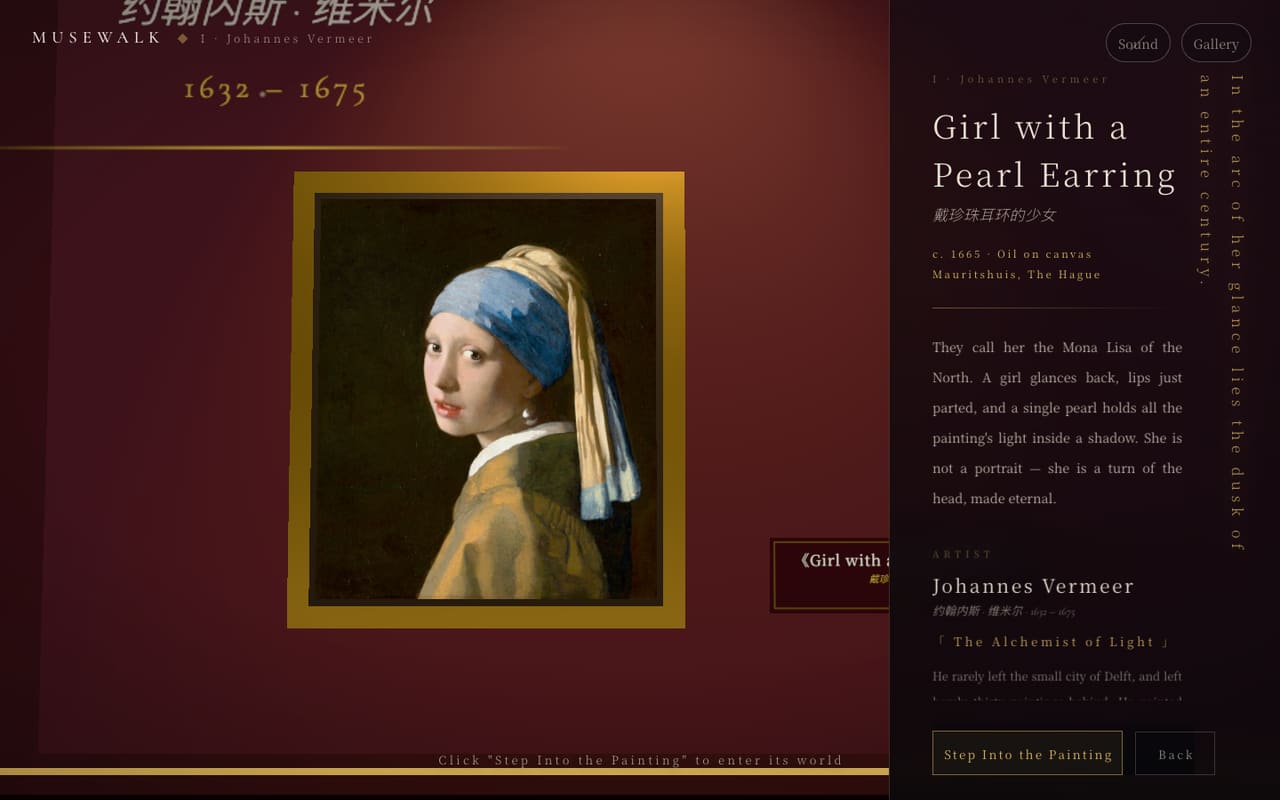 约翰内斯 · 维米尔
MUSEWALK ◆ I · Johannes Vermeer
1632 – 1675
《Girl with a
戴珍
Click "Step Into the Painting" to enter its world
Sound
Gallery
I · Johannes Vermeer
Girl with a
Pearl Earring
戴珍珠耳环的少女
c. 1665 · Oil on canvas
Mauritshuis, The Hague
In the arc of her glance lies the dusk of
an entire century.
They call her the Mona Lisa of the
North. A girl glances back, lips just
parted, and a single pearl holds all the
painting's light inside a shadow. She is
not a portrait — she is a turn of the
head, made eternal.
ARTIST
Johannes Vermeer
约翰内斯 · 维米尔 · 1632 – 1675
「 The Alchemist of Light 」
He rarely left the small city of Delft, and left
Step Into the Painting
Back